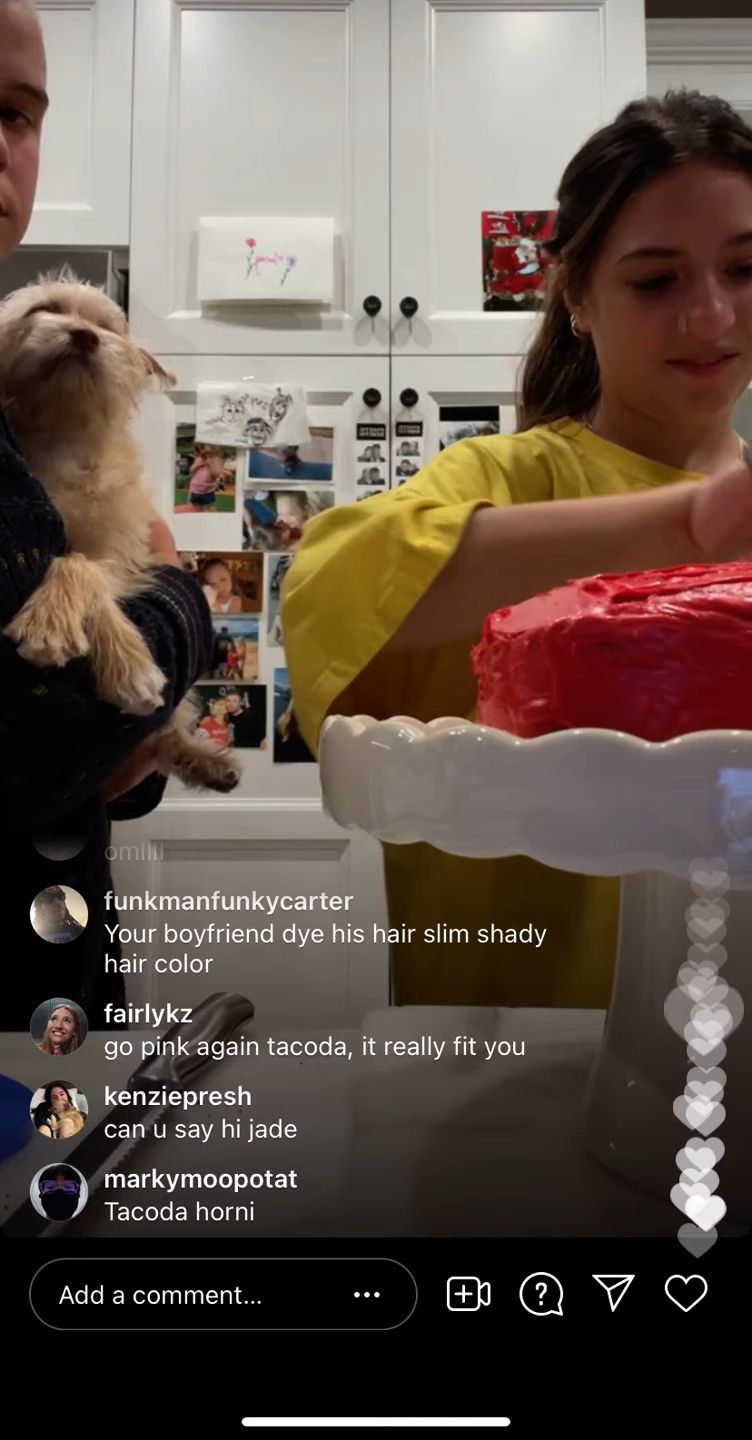 omllll
funkmanfunkycarter
Your boyfriend dye his hair slim shady
hair color
fairlykz
go pink again tacoda, it really fit you
kenziepresh
can u say hi jade
markymoopotat
Tacoda horni
Add a comment...